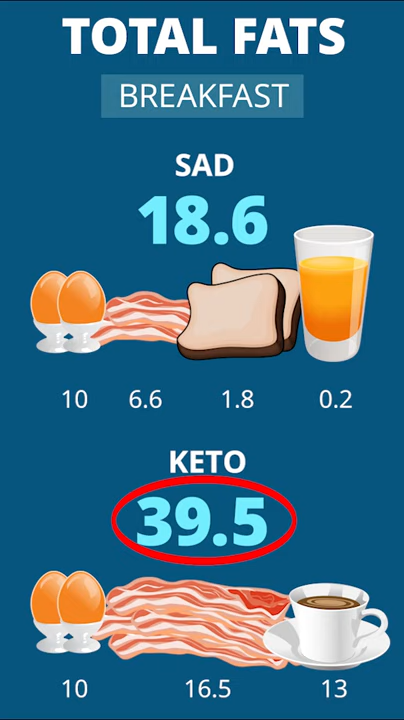 TOTAL FATS
BREAKFAST
SAD
18.6
10 6.6 1.8 0.2
KETO
39.5
10 16.5 13